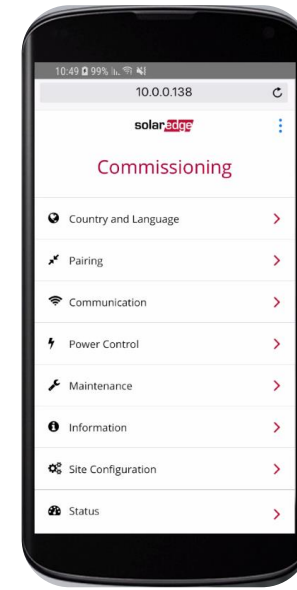 10:49 99%
10.0.0.138
solaredge
Commissioning
Country and Language
Pairing
Communication
Power Control
Maintenance
Information
Site Configuration
Status